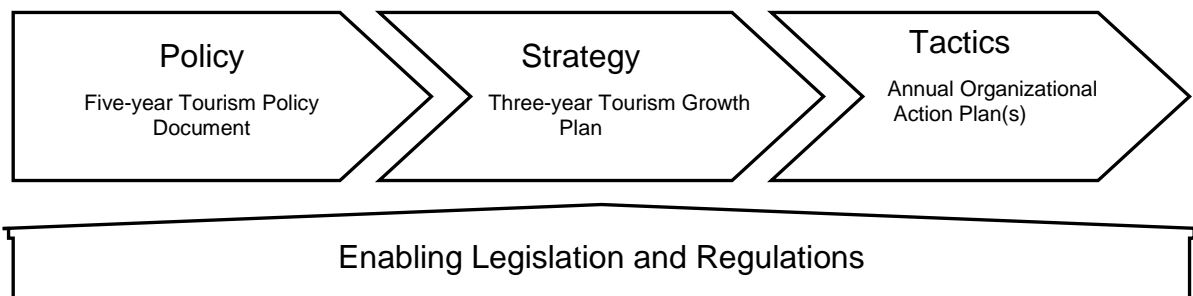 Policy
Five-year Tourism Policy
Document
Strategy
Three-year Tourism Growth
Plan
Tactics
Annual Organizational
Action Plan(s)
Enabling Legislation and Regulations